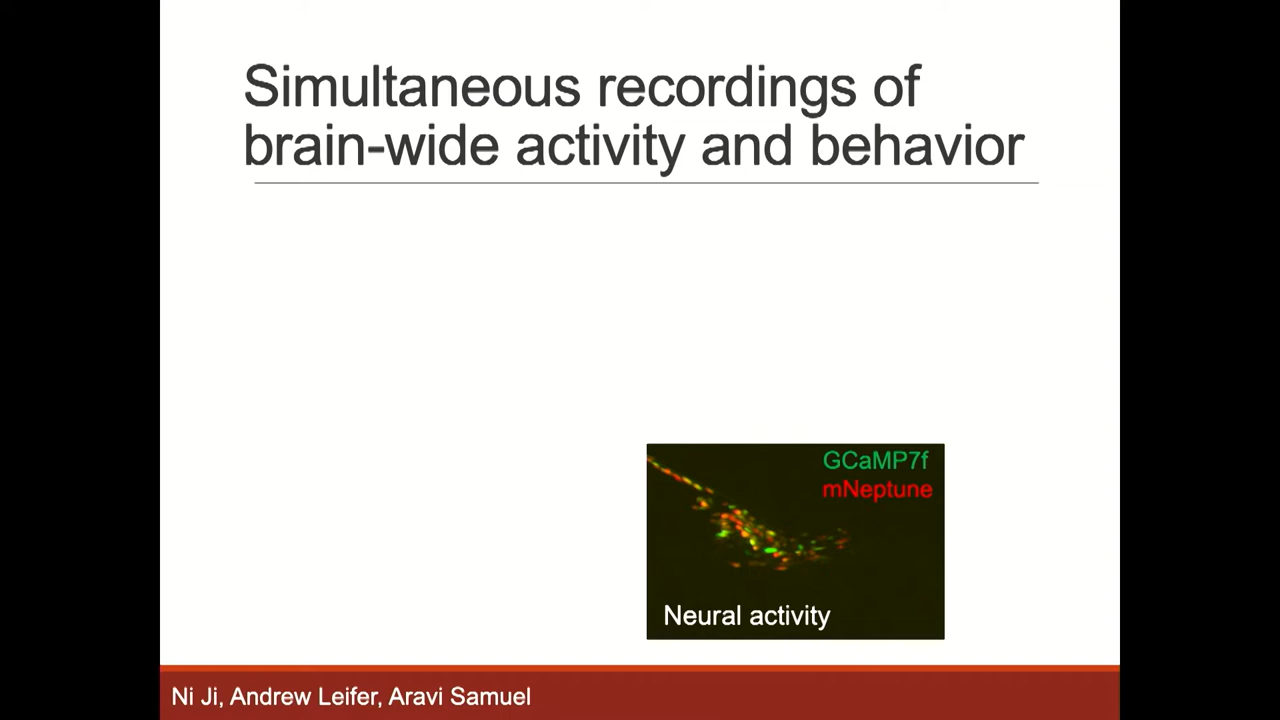 Simultaneous recordings of
brain-wide activity and behavior
GCaMP7f
mNeptune
Neural activity
Ni Ji, Andrew Leifer, Aravi Samuel